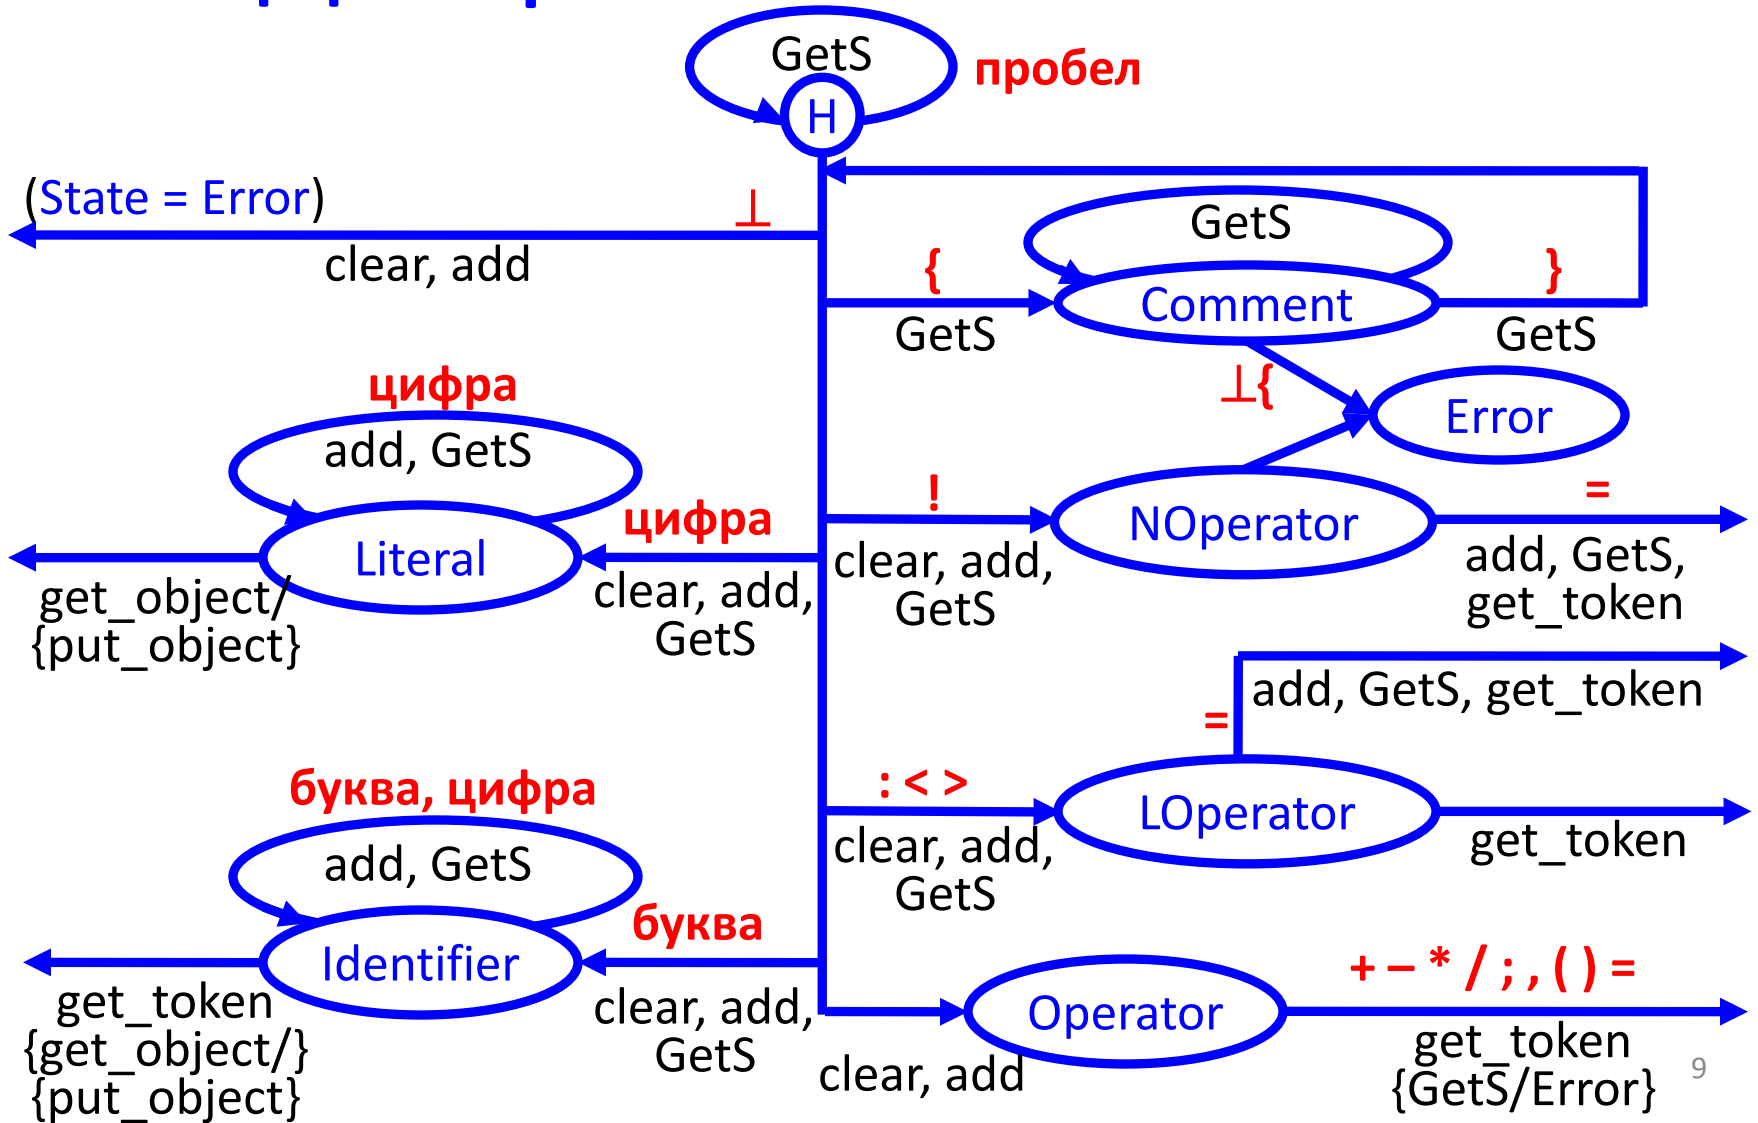 GetS
пробел
H
(State = Error)
⊥
clear, add
GetS
{
Comment
}
GetS
GetS
⊥{
Error
цифра
add, GetS
Literal
цифра
get_object/
{put_object}
clear, add,
GetS
!
NOperator
=
clear, add,
GetS
add, GetS,
get_token
add, GetS, get_token
=
: < >
LOperator
clear, add,
GetS
get_token
буква, цифра
add, GetS
Identifier
буква
get_token
{get_object/}
{put_object}
clear, add,
GetS
Operator
+ – * / ; , ( ) =
clear, add
get_token
{GetS/Error}
9